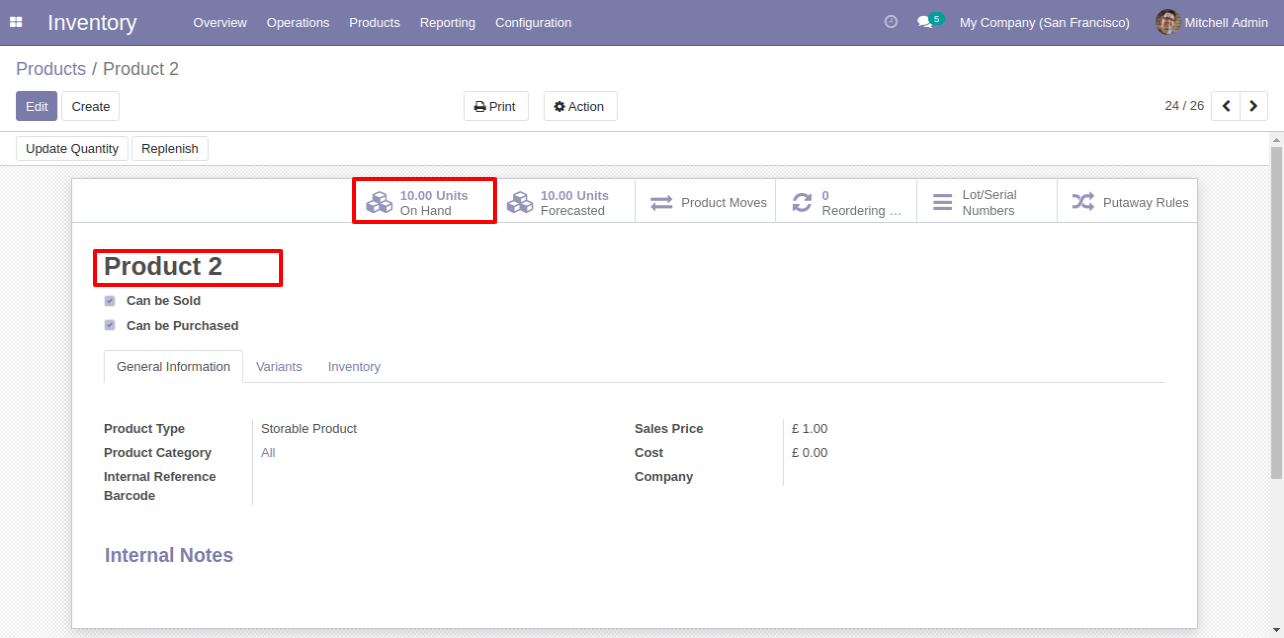 Inventory Overview Operations Products Reporting Configuration 5 My Company (San Francisco) Mitchell Admin
Products / Product 2
Edit Create Print Action 24 / 26
Update Quantity Replenish
10.00 Units
On Hand
10.00 Units
Forecasted
Product Moves
0
Reordering ...
Lot/Serial
Numbers
Putaway Rules
Product 2
Can be Sold
Can be Purchased
General Information Variants Inventory
Product Type Storable Product
Product Category All
Internal Reference
Barcode
Sales Price £ 1.00
Cost £ 0.00
Company
Internal Notes